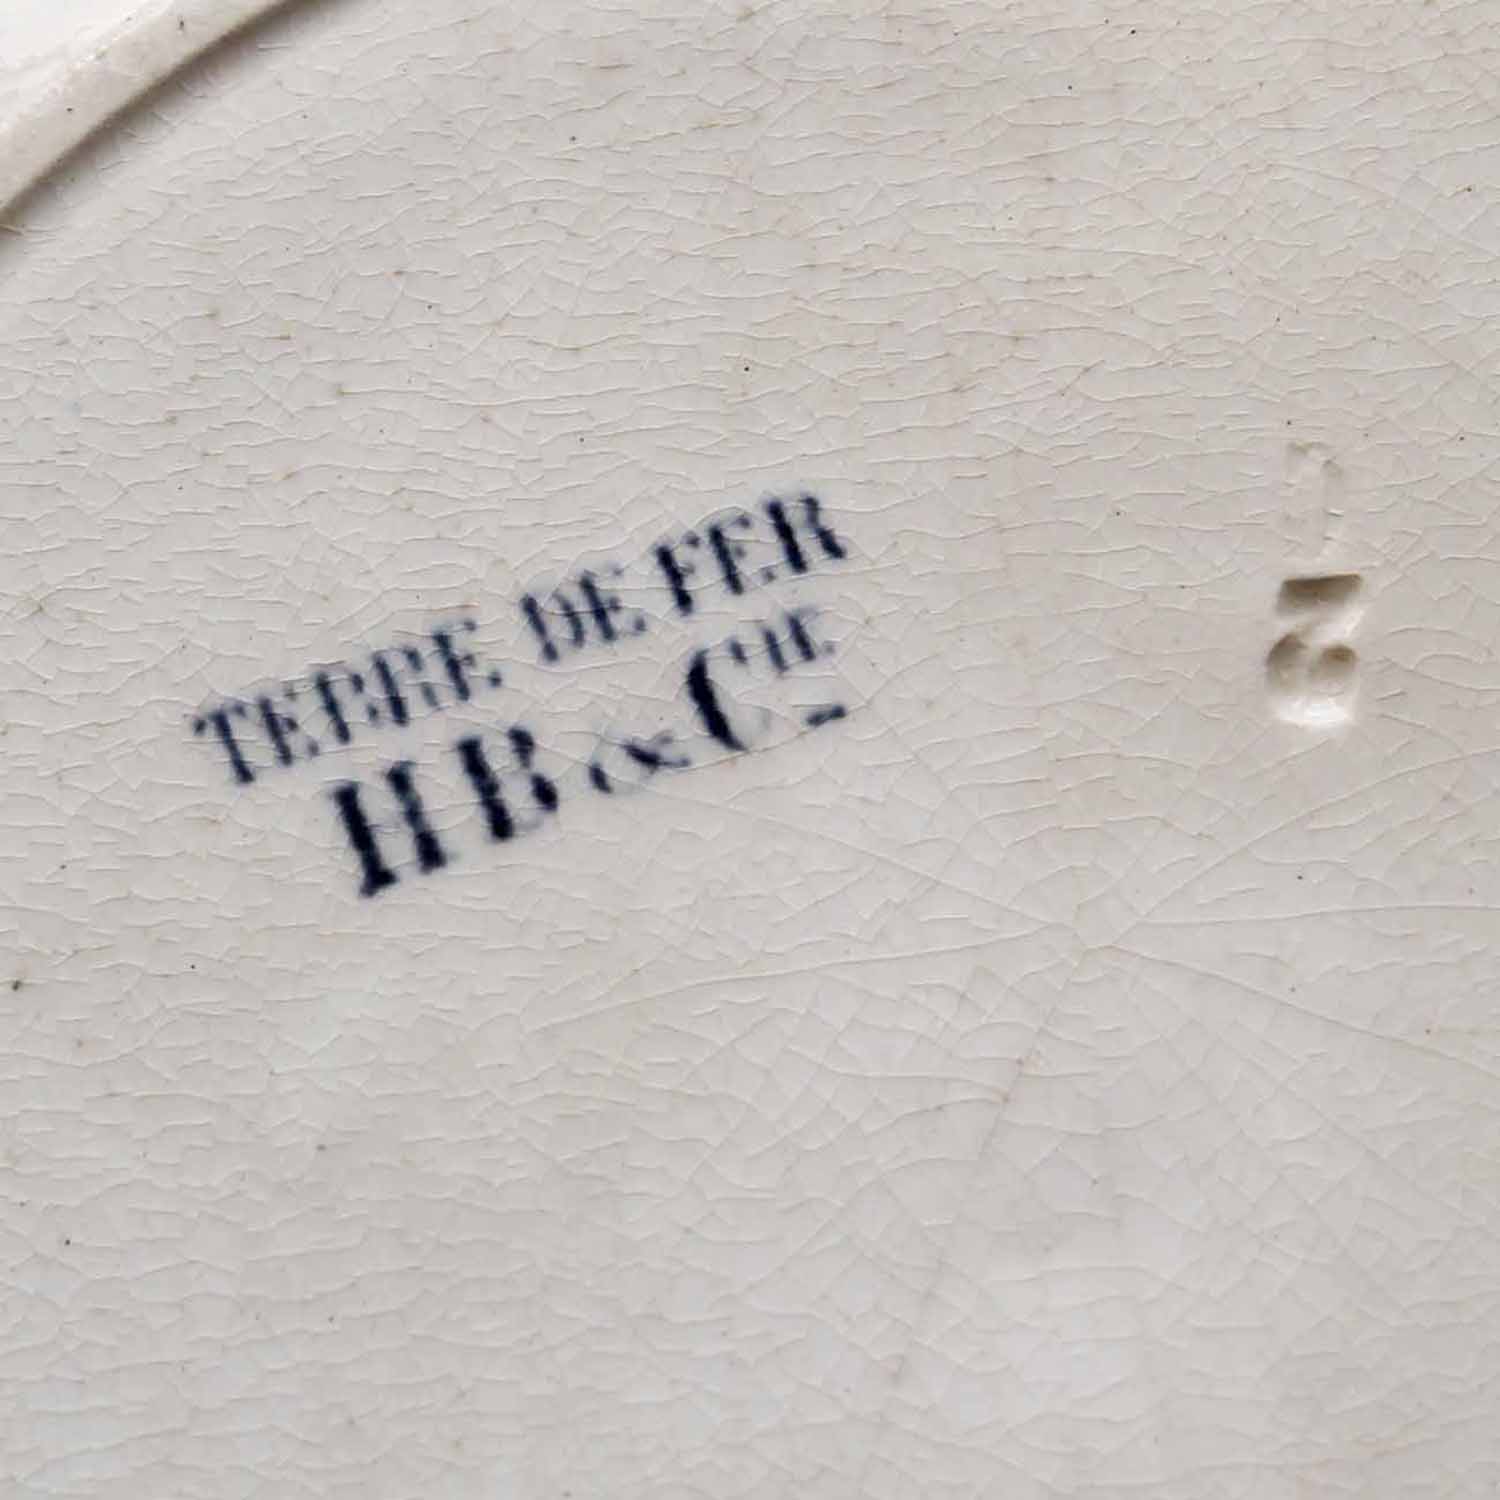 TERRE DE FER
HB & CIE